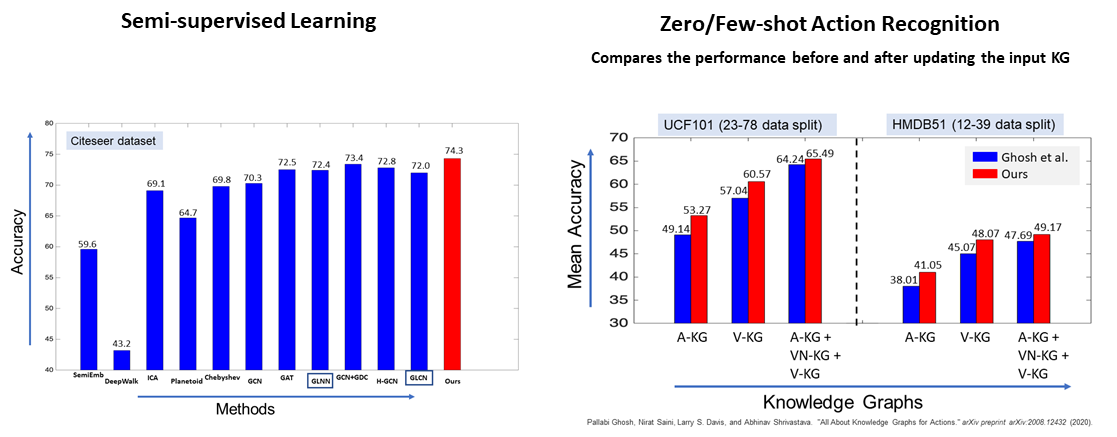 Semi-supervised Learning
Citeseer dataset
Accuracy
80
75
70
65
60
55
50
45
40
59.6
43.2
69.1
64.7
69.8
70.3
72.5
72.4
73.4
72.8
72.0
74.3
SemiEmb
DeepWalk
ICA
Planetoid
Chebyshev
GCN
GAT
GLNN
GCN+GDC
H-GCN
GLCN
Ours
Methods
Zero/Few-shot Action Recognition
Compares the performance before and after updating the input KG
UCF101 (23-78 data split)
HMDB51 (12-39 data split)
Mean Accuracy
70
65
60
55
50
45
40
35
30
49.14
53.27
57.04
60.57
64.24
65.49
38.01
41.05
45.07
48.07
47.69
49.17
Ghosh et al.
Ours
A-KG
V-KG
A-KG +
VN-KG +
V-KG
A-KG
V-KG
A-KG +
VN-KG +
V-KG
Knowledge Graphs
Pallabi Ghosh, Nirat Saini, Larry S. Davis, and Abhinav Shrivastava. "All About Knowledge Graphs for Actions." arXiv preprint arXiv:2008.12432 (2020).